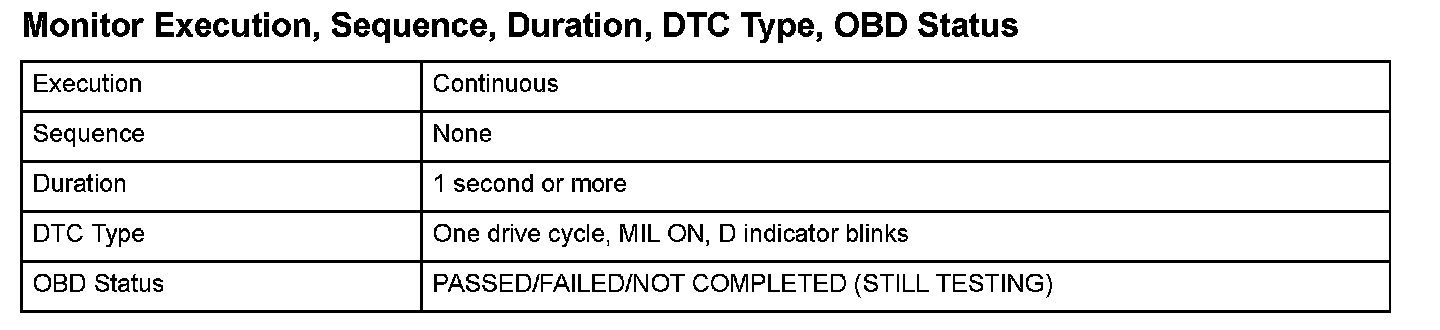 Monitor Execution, Sequence, Duration, DTC Type, OBD Status
Execution Continuous
Sequence None
Duration 1 second or more
DTC Type One drive cycle, MIL ON, D indicator blinks
OBD Status PASSED/FAILED/NOT COMPLETED (STILL TESTING)